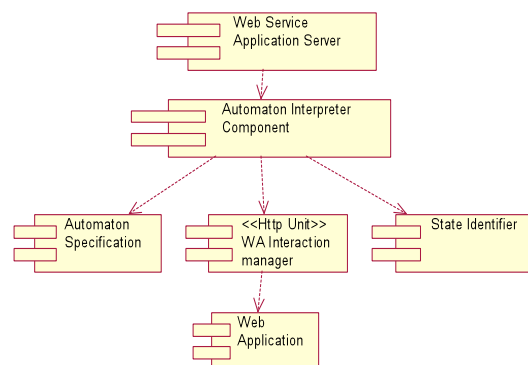 Web Service
Application Server
Automaton Interpreter
Component
Automaton
Specification
<<Http Unit>>
WA Interaction
manager
State Identifier
Web
Application